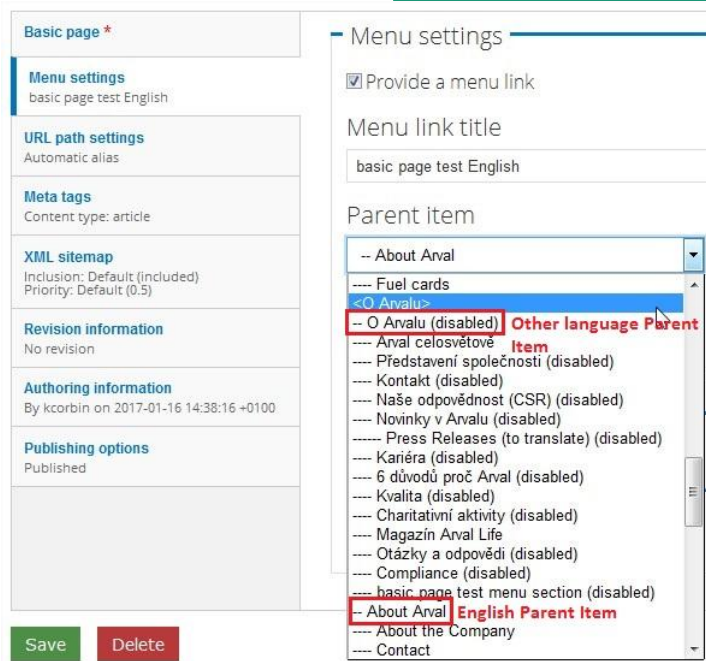 Basic page *
Menu settings
basic page test English
URL path settings
Automatic alias
Meta tags
Content type: article
XML sitemap
Inclusion: Default (included)
Priority: Default (0.5)
Revision information
No revision
Authoring information
By kcorbin on 2017-01-16 14:38:16 +0100
Publishing options
Published
Save
Delete
Menu settings
Provide a menu link
Menu link title
basic page test English
Parent item
-- About Arval
---- Fuel cards
<O Arvalu>
-- O Arvalu (disabled) Other language Parent
Item
---- Arval celosvětově
---- Představení společnosti (disabled)
---- Kontakt (disabled)
---- Naše odpovědnost (CSR) (disabled)
---- Novinky v Arvalu (disabled)
------ Press Releases (to translate) (disabled)
---- Kariéra (disabled)
---- 6 důvodů proč Arval (disabled)
---- Kvalita (disabled)
---- Charitativní aktivity (disabled)
---- Magazín Arval Life
---- Otázky a odpovědi (disabled)
---- Compliance (disabled)
---- basic page test menu section (disabled)
-- About Arval English Parent Item
---- About the Company
---- Contact